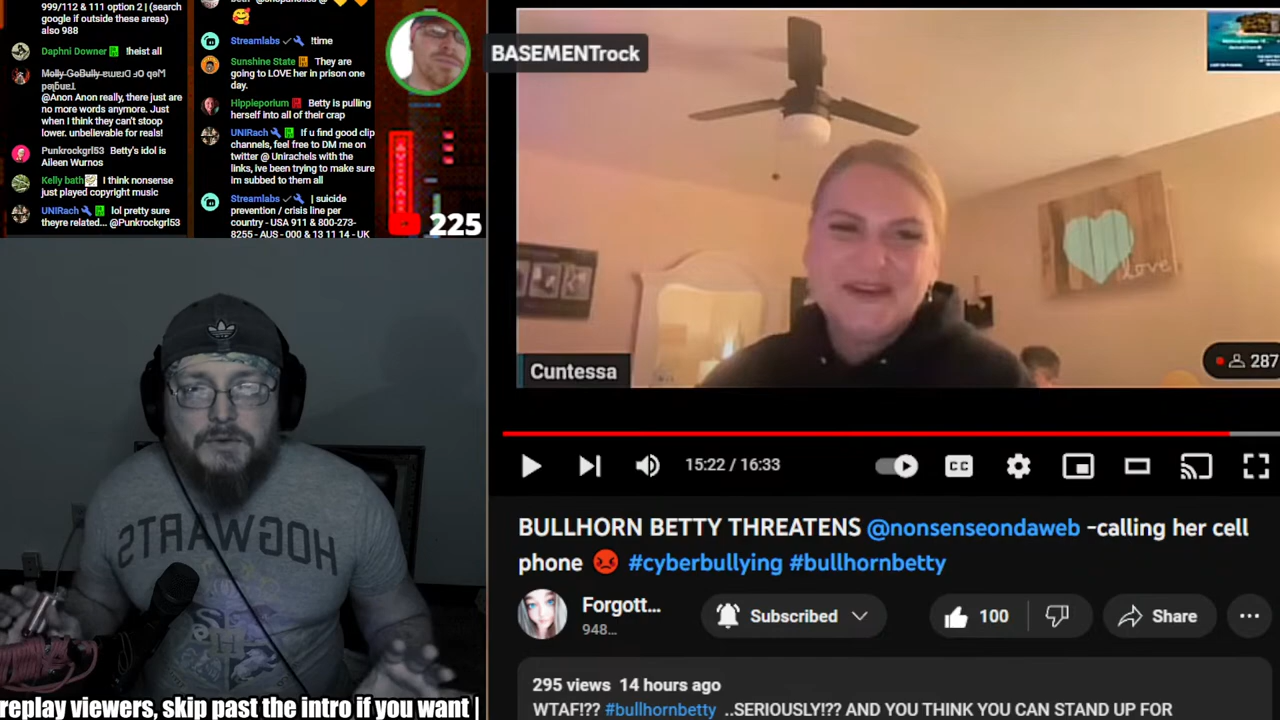 999/112 & 111 option 2 | (search
google if outside these areas)
also 988
Daphni Downer !heist all
@Anon Anon really, there just are
no more words anymore. Just
when I think they can't stoop
lower. unbelievable for reals!
Punkrockgrl53 Betty's idol is
Aileen Wurnos
Kelly bath I think nonsense
just played copyright music
UNIRach lol pretty sure
theyre related... @Punkrockgrl53
Streamlabs !time
Sunshine State They are
going to LOVE her in prison one
day.
Hippieporium Betty is pulling
herself into all of their crap
UNIRach If u find good clip
channels, feel free to DM me on
twitter @ Unirachels with the
links, ive been trying to make sure
Im subbed to them all
Streamlabs | suicide
prevention / crisis line per
country - USA 911 & 800-273-
8255 - AUS - 000 & 13 11 14 - UK
225
BASEMENTrock
love
Cuntessa
287
15:22 / 16:33
CC
BULLHORN BETTY THREATENS @nonsenseondaweb -calling her cell
phone 😡 #cyberbullying #bullhornbetty
Forgott...
948...
Subscribed
100
Share
295 views 14 hours ago
WTAF!?? #bullhornbetty ..SERIOUSLY!?? AND YOU THINK YOU CAN STAND UP FOR
HOGWARTS
replay viewers, skip past the intro if you want |